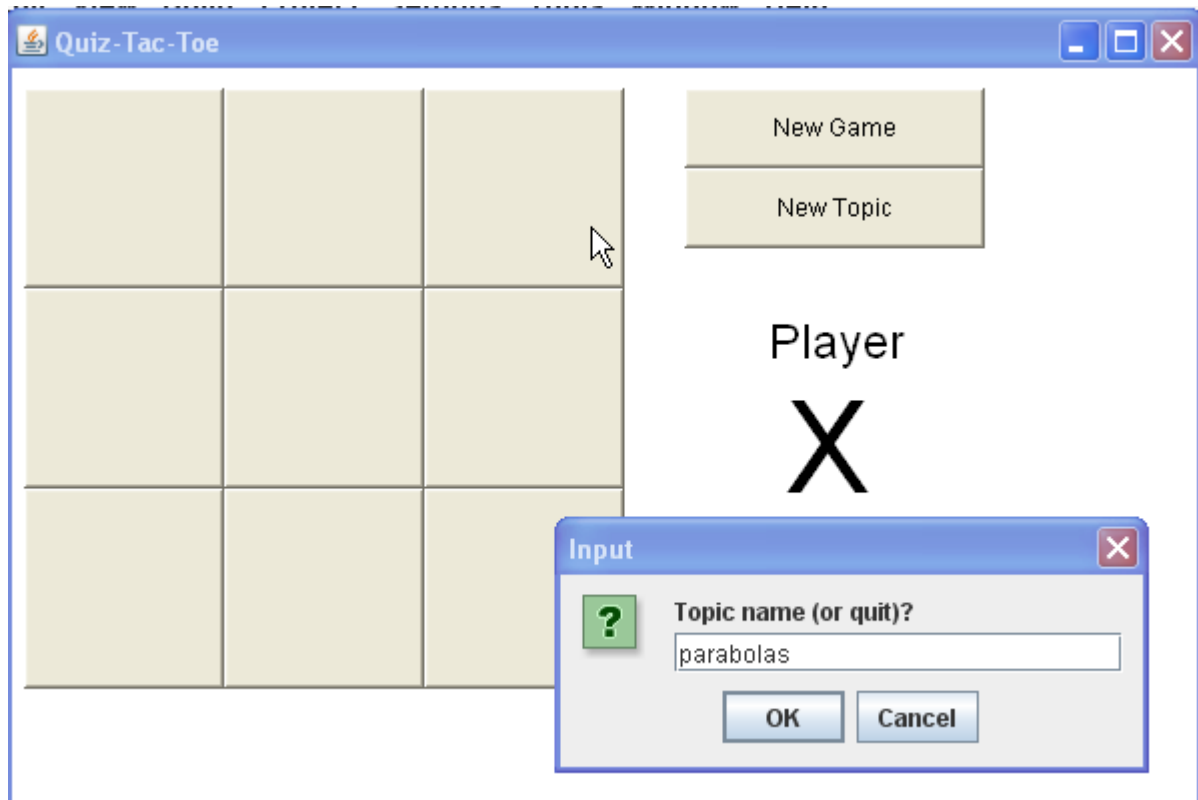 Quiz-Tac-Toe
New Game
New Topic
Player
X
Input
?
Topic name (or quit)?
parabolas
OK
Cancel